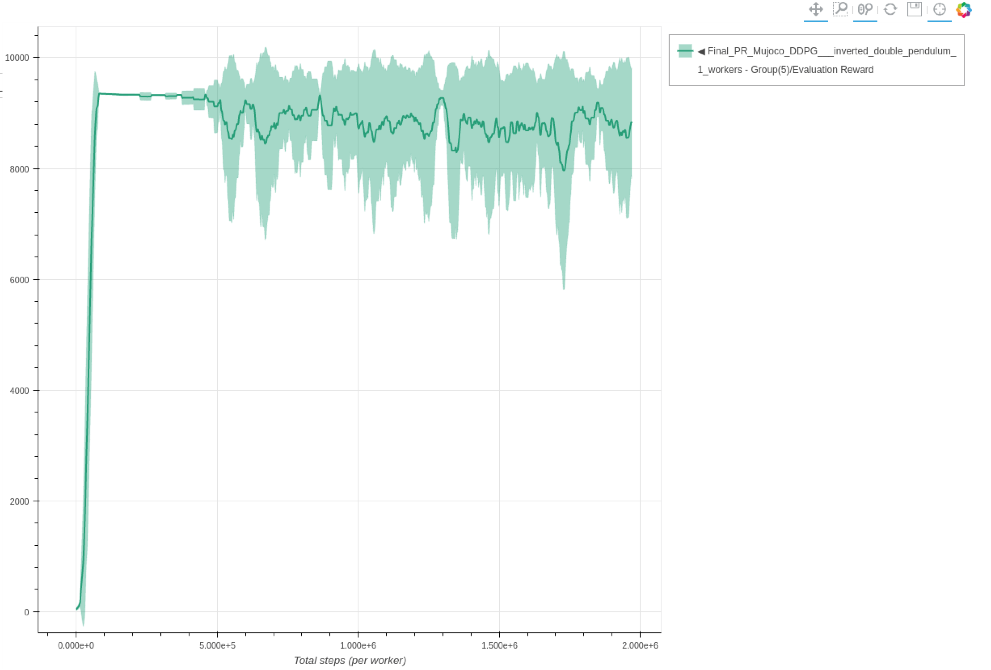 ◀ Final_PR_Mujoco_DDPG___inverted_double_pendulum_
1_workers - Group(5)/Evaluation Reward
10000
8000
6000
4000
2000
0
0.000e+0 5.000e+5 1.000e+6 1.500e+6 2.000e+6
Total steps (per worker)